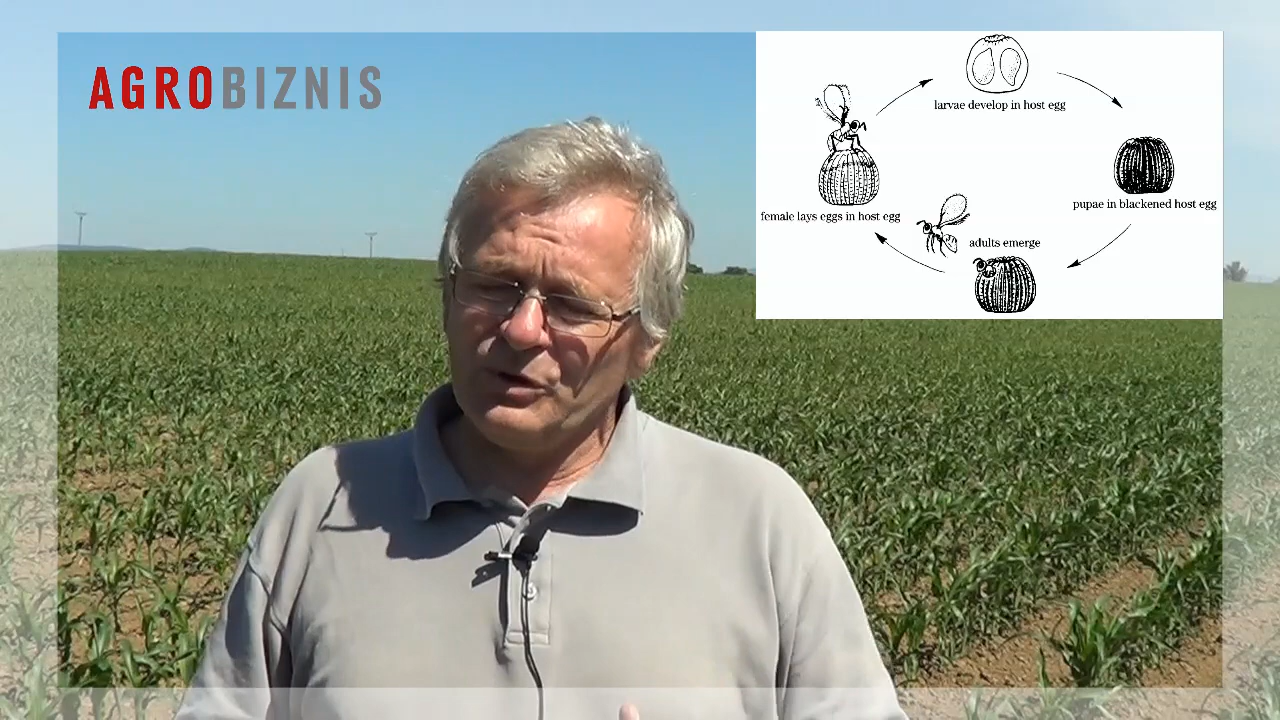 AGROBIZNIS
larvae develop in host egg
female lays eggs in host egg
pupae in blackened host egg
adults emerge